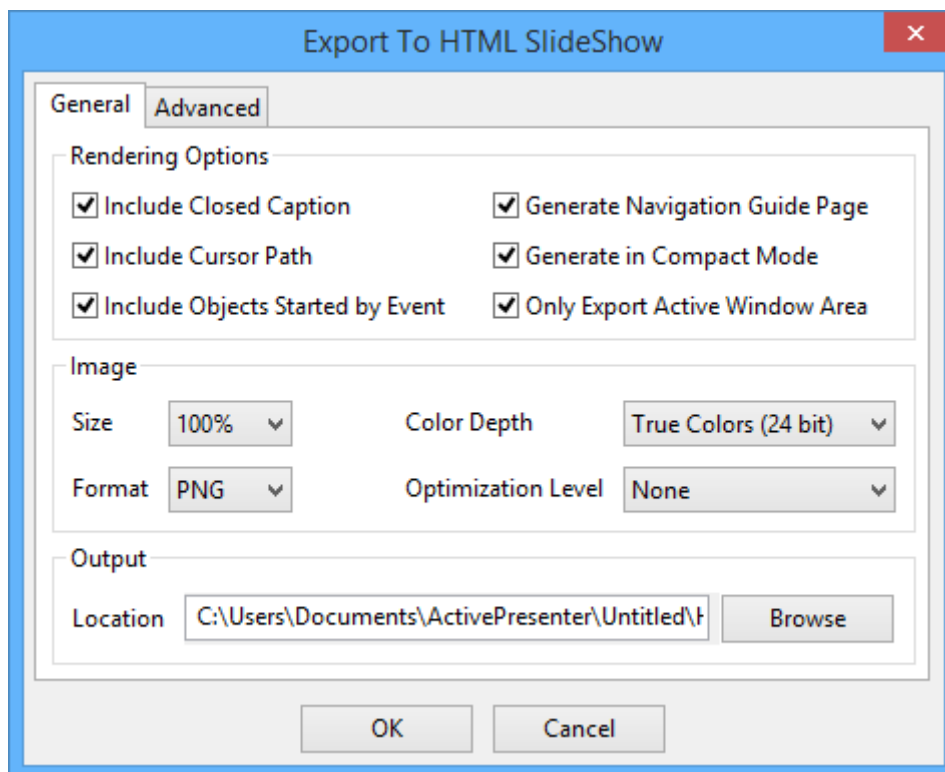 Export To HTML SlideShow
General Advanced
Rendering Options
Include Closed Caption Generate Navigation Guide Page
Include Cursor Path Generate in Compact Mode
Include Objects Started by Event Only Export Active Window Area
Image
Size 100% Color Depth True Colors (24 bit)
Format PNG Optimization Level None
Output
Location C:\Users\Documents\ActivePresenter\Untitled\ Browse
OK Cancel